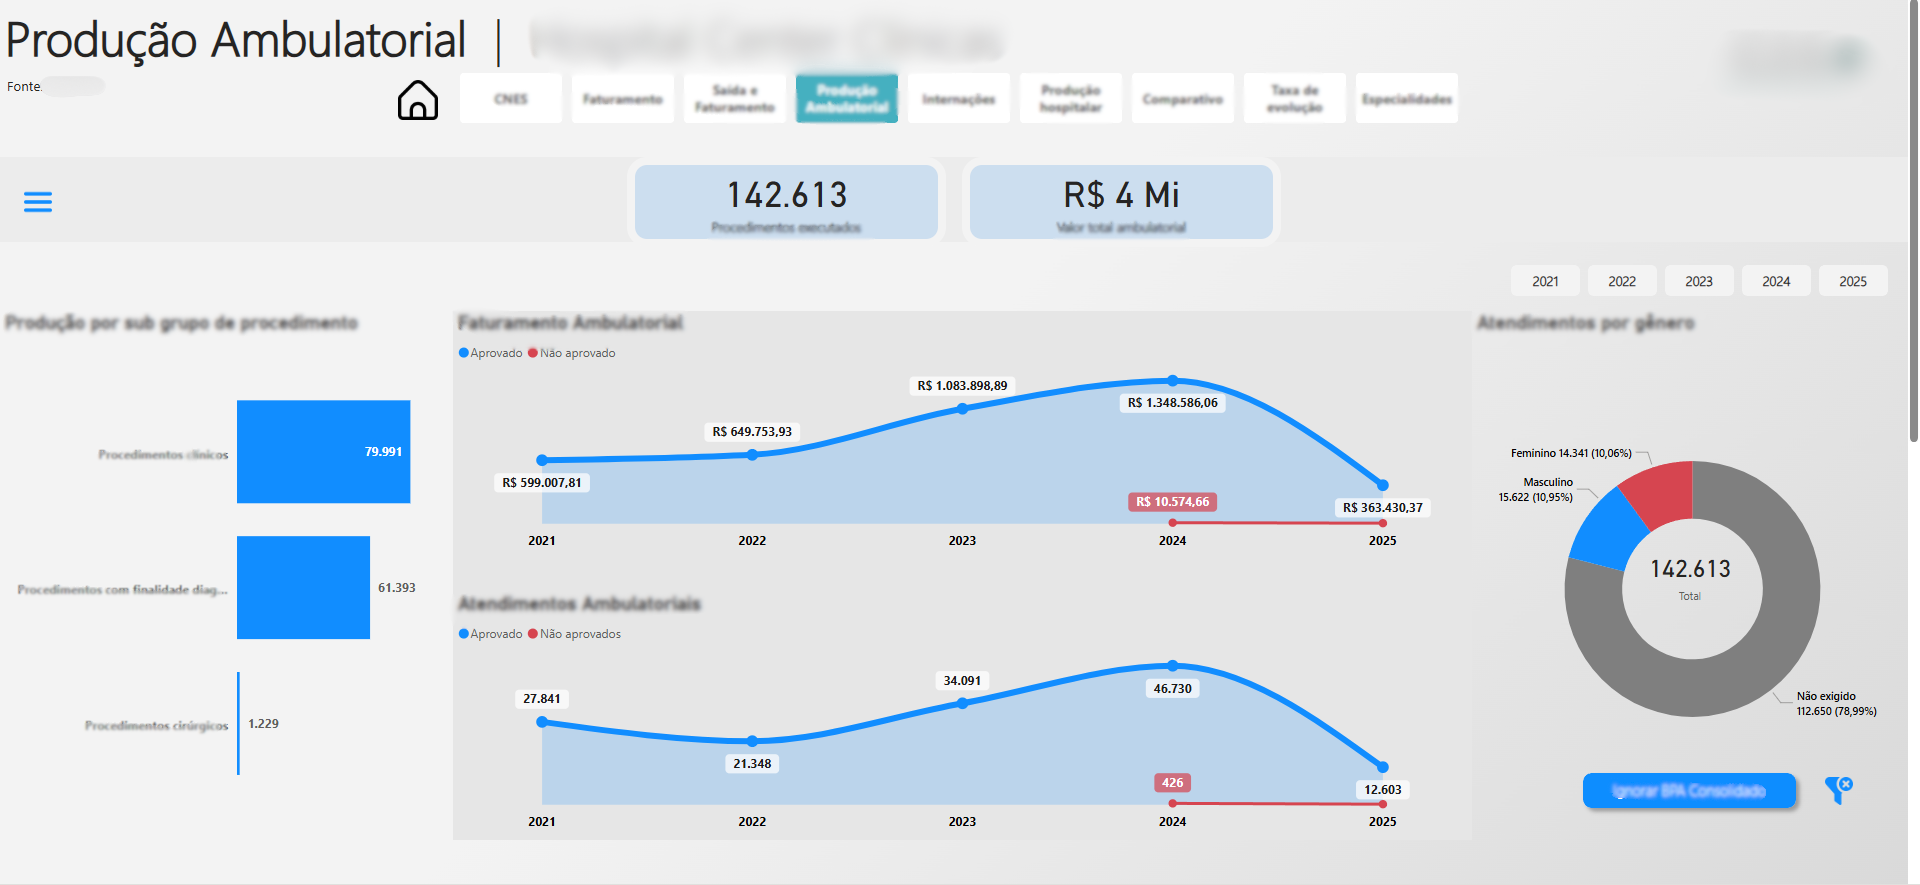 Produção Ambulatorial | Hospital Center Clínicas
Fonte:
CNES
Faturamento
Saída e
Faturamento
Produção
Ambulatorial
Internações
Produção
hospitalar
Comparativo
Taxa de
evolução
Especialidades
142.613
Procedimentos executados
R$ 4 Mi
Valor total ambulatorial
2021
2022
2023
2024
2025
Produção por sub grupo de procedimento
Procedimentos clínicos
79.991
Procedimentos com finalidade diag...
61.393
Procedimentos cirúrgicos
1.229
Faturamento Ambulatorial
Aprovado Não aprovado
R$ 599.007,81
R$ 649.753,93
R$ 1.083.898,89
R$ 1.348.586,06
R$ 10.574,66
R$ 363.430,37
2021
2022
2023
2024
2025
Atendimentos Ambulatoriais
Aprovado Não aprovados
27.841
21.348
34.091
46.730
426
12.603
2021
2022
2023
2024
2025
Atendimentos por gênero
Feminino 14.341 (10,06%)
Masculino
15.622 (10,95%)
142.613
Total
Não exigido
112.650 (78,99%)
Ignorar BPA Consolidado